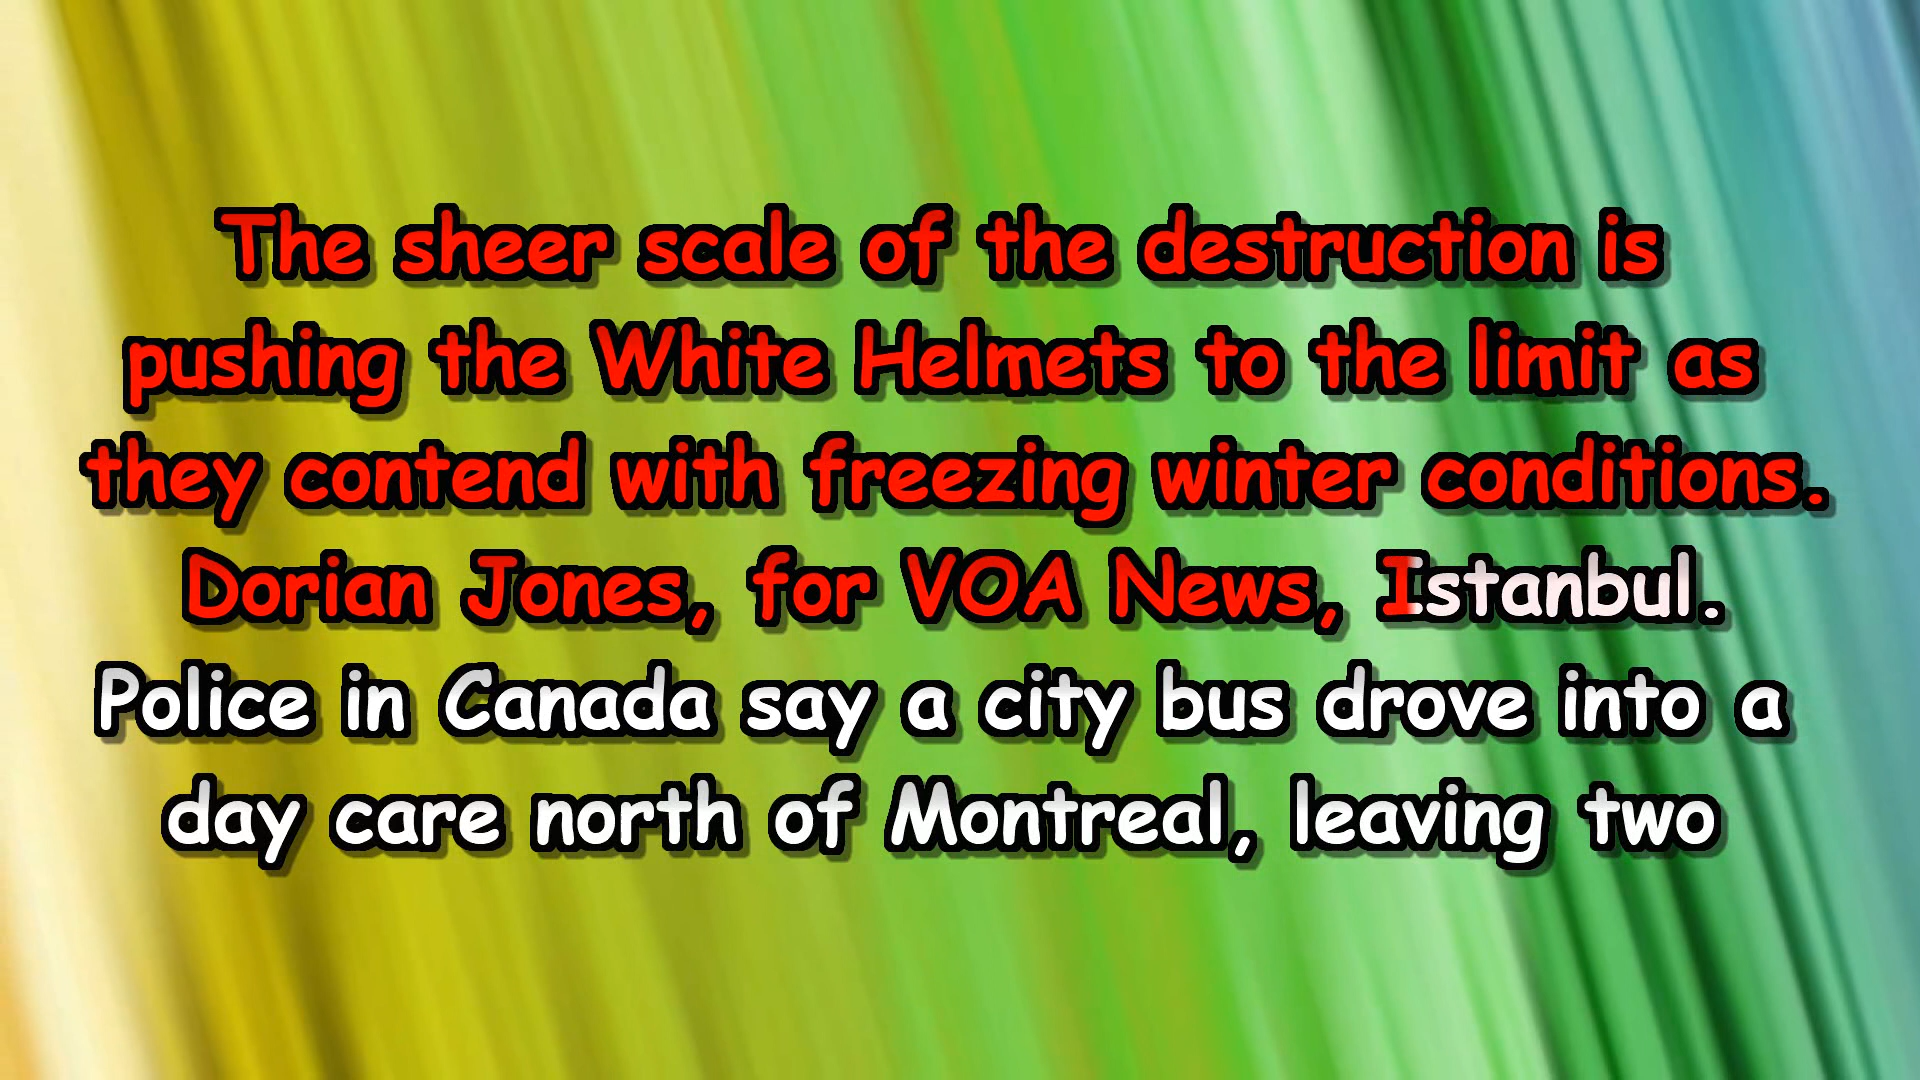 The sheer scale of the destruction is
pushing the White Helmets to the limit as
they contend with freezing winter conditions.
Dorian Jones, for VOA News, Istanbul.
Police in Canada say a city bus drove into a
day care north of Montreal, leaving two